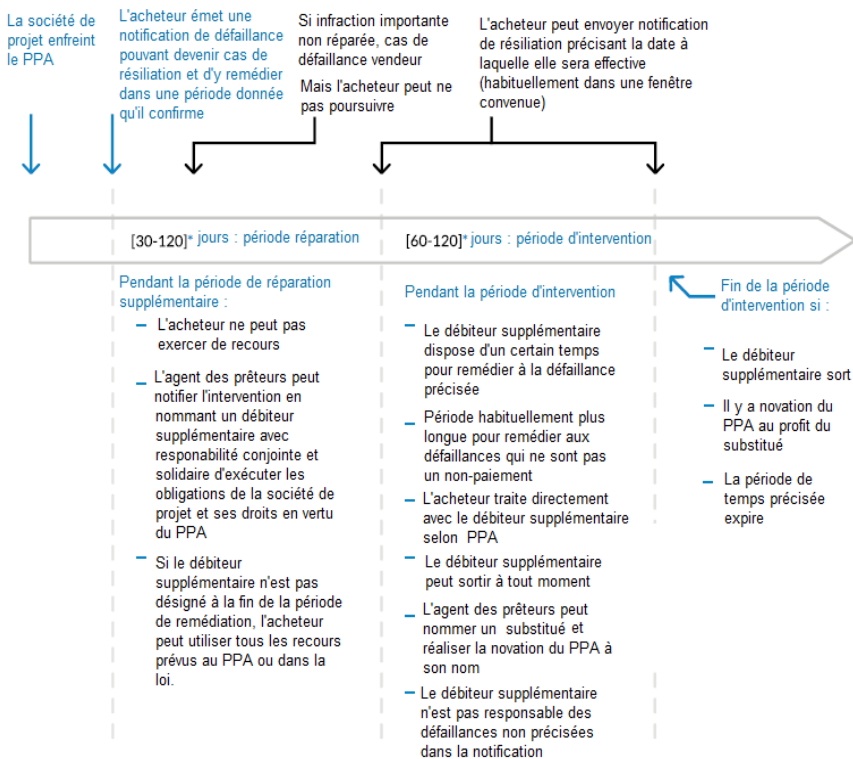 La société de
projet enfreint
le PPA
L'acheteur émet une
notification de défaillance
pouvant devenir cas de
résiliation et d'y remédier
dans une période donnée
qu'il confirme
Si infraction importante
non réparée, cas de
défaillance vendeur
Mais l'acheteur peut ne
pas poursuivre
L'acheteur peut envoyer notification
de résiliation précisant la date à
laquelle elle sera effective
(habituellement dans une fenêtre
convenue)
[30-120]* jours : période réparation
[60-120]* jours : période d'intervention
Pendant la période de réparation
supplémentaire :
– L'acheteur ne peut pas
exercer de recours
– L'agent des prêteurs peut
notifier l'intervention en
nommant un débiteur
supplémentaire avec
responabilité conjointe et
solidaire d'exécuter les
obligations de la société de
projet et ses droits en vertu
du PPA
– Si le débiteur
supplémentaire n'est pas
désigné à la fin de la période
de remédiation, l'acheteur
peut utiliser tous les recours
prévus au PPA ou dans la
loi.
Pendant la période d'intervention
– Le débiteur supplémentaire
dispose d'un certain temps
pour remédier à la défaillance
précisée
– Période habituellement plus
longue pour remédier aux
défaillances qui ne sont pas
un non-paiement
– L'acheteur traite directement
avec le débiteur supplémentaire
selon PPA
– Le débiteur supplémentaire
peut sortir à tout moment
– L'agent des prêteurs peut
nommer un substitué et
réaliser la novation du PPA à
son nom
– Le débiteur supplémentaire
n'est pas responsable des
défaillances non précisées
dans la notification
Fin de la période
d'intervention si :
– Le débiteur
supplémentaire sort
– Il y a novation du
PPA au profit du
substitué
– La période de
temps précisée
expire